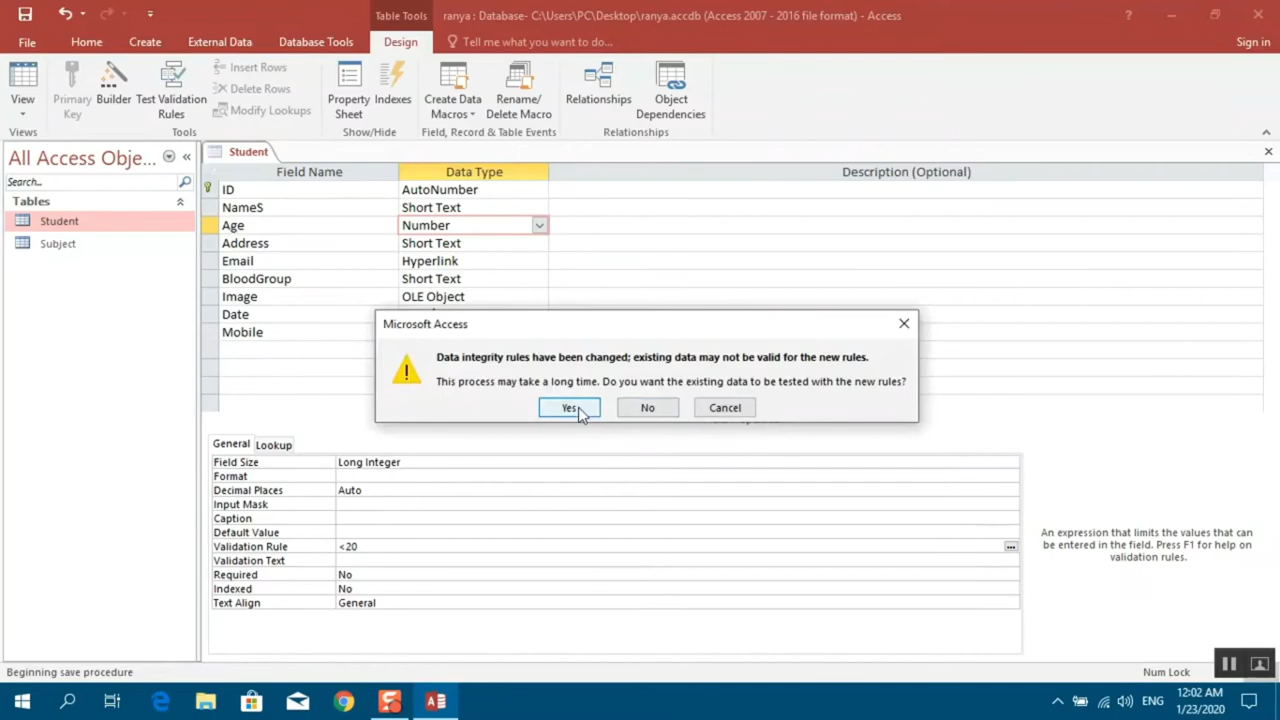 Table Tools
ranya : Database- C:\Users\PC\Desktop\ranya.accdb (Access 2007 - 2016 file format) - Access
File
Home
Create
External Data
Database Tools
Design
Tell me what you want to do...
Sign in
View
Primary
Key
Builder
Test Validation
Rules
Insert Rows
Delete Rows
Modify Lookups
Property
Sheet
Indexes
Create Data
Macros
Rename/
Delete Macro
Relationships
Object
Dependencies
Views
Tools
Show/Hide
Field, Record & Table Events
Relationships
All Access Obje...
Search...
Tables
Student
Subject
Student
Field Name Data Type Description (Optional)
ID AutoNumber
NameS Short Text
Age Number
Address Short Text
Email Hyperlink
BloodGroup Short Text
Image OLE Object
Date
Mobile
Microsoft Access
Data integrity rules have been changed; existing data may not be valid for the new rules.
This process may take a long time. Do you want the existing data to be tested with the new rules?
Yes No Cancel
General Lookup
Field Size Long Integer
Format
Decimal Places Auto
Input Mask
Caption
Default Value
Validation Rule <20
Validation Text
Required No
Indexed No
Text Align General
An expression that limits the values that can
be entered in the field. Press F1 for help on
validation rules.
Beginning save procedure
Num Lock
ENG
12:02 AM
1/23/2020